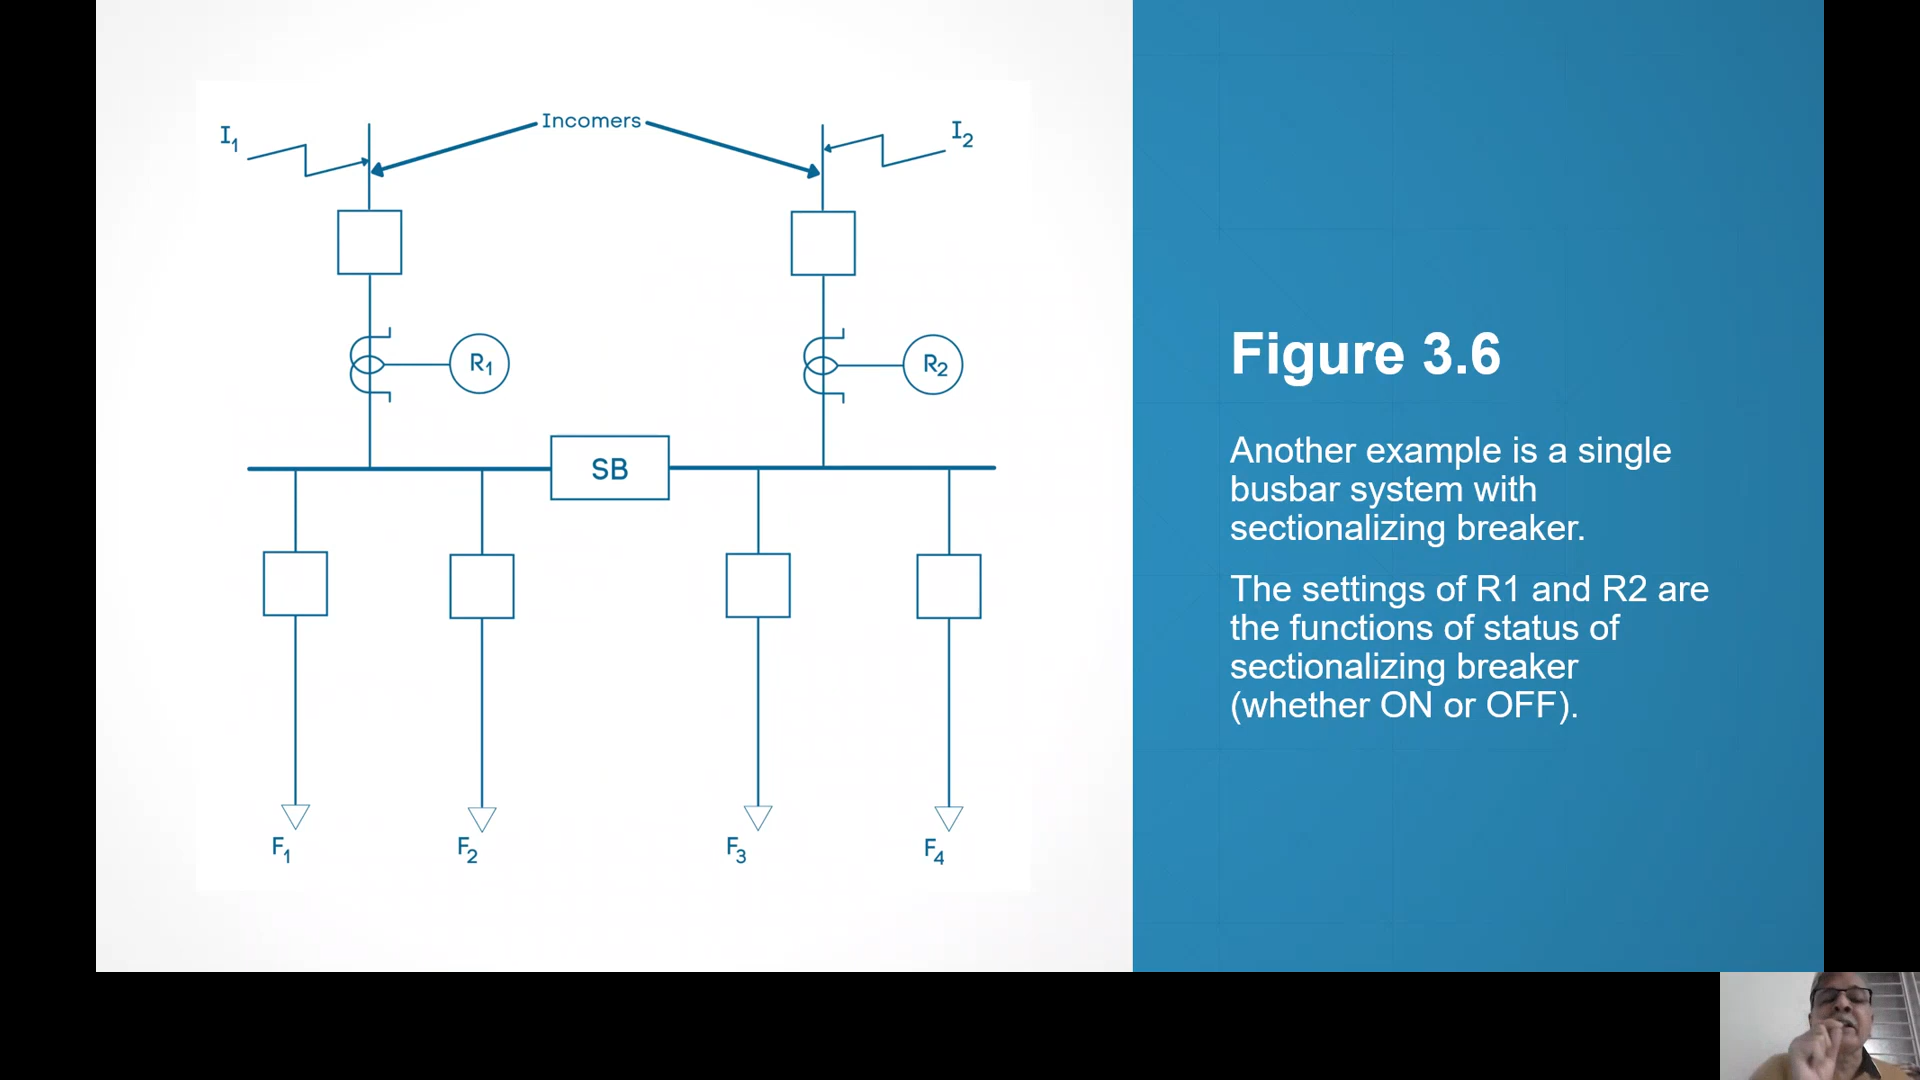 Incomers
I1
I2
R1
R2
SB
F1
F2
F3
F4
Figure 3.6
Another example is a single
busbar system with
sectionalizing breaker.
The settings of R1 and R2 are
the functions of status of
sectionalizing breaker
(whether ON or OFF).